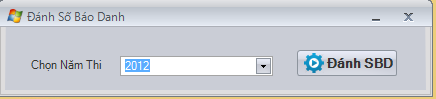 Đánh Số Báo Danh
Chọn Năm Thi 2012 Đánh SBD